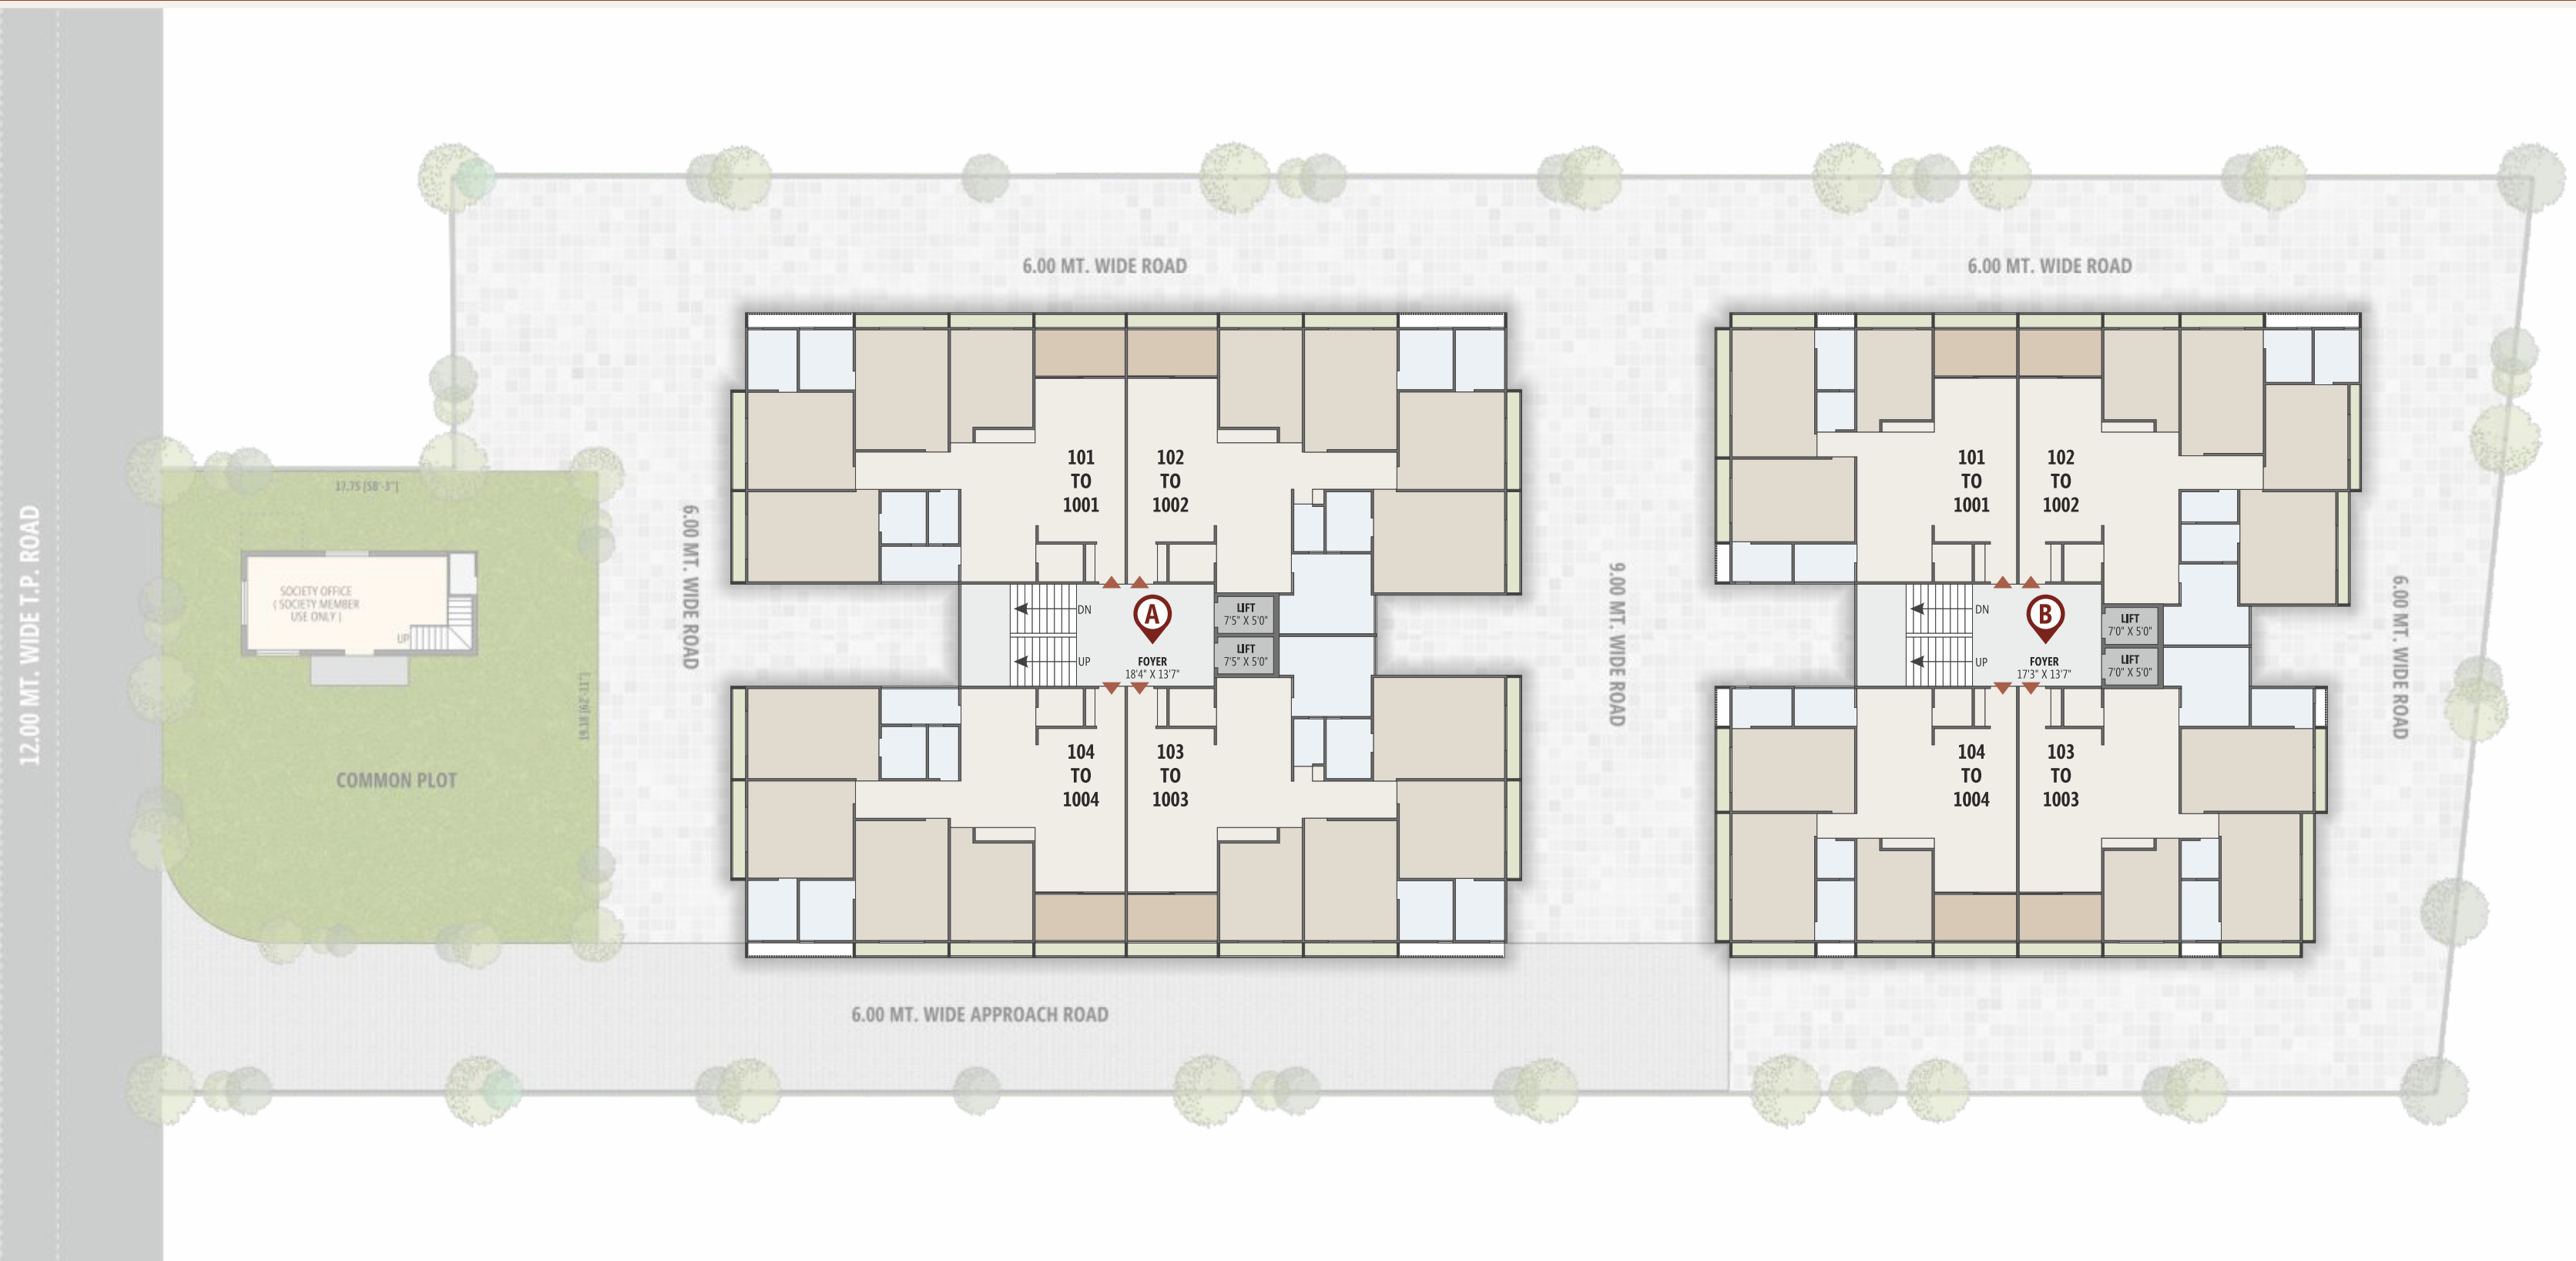 12.00 MT. WIDE T.P. ROAD
17.75 [58'-3"]
SOCIETY OFFICE
( SOCIETY MEMBER
USE ONLY )
UP
COMMON PLOT
6.00 MT. WIDE ROAD
6.00 MT. WIDE ROAD
101
TO
1001
102
TO
1002
DN
UP
A
FOYER
18'4" X 13'7"
LIFT
7'5" X 5'0"
LIFT
7'5" X 5'0"
104
TO
1004
103
TO
1003
6.00 MT. WIDE APPROACH ROAD
9.00 MT. WIDE ROAD
6.00 MT. WIDE ROAD
101
TO
1001
102
TO
1002
DN
UP
B
FOYER
17'3" X 13'7"
LIFT
7'0" X 5'0"
LIFT
7'0" X 5'0"
104
TO
1004
103
TO
1003
6.00 MT. WIDE ROAD